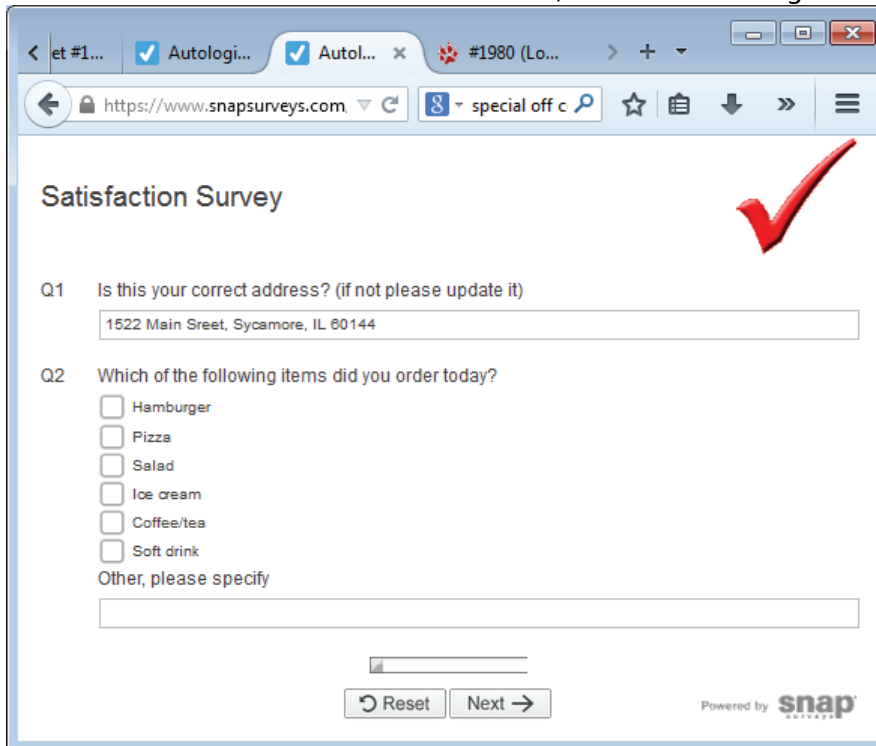 et #1... Autologi... Autol... × #1980 (Lo...
https://www.snapsurveys.com, 8 special off c
Satisfaction Survey
Q1 Is this your correct address? (if not please update it)
1522 Main Sreet, Sycamore, IL 60144
Q2 Which of the following items did you order today?
Hamburger
Pizza
Salad
Ice cream
Coffee/tea
Soft drink
Other, please specify
Reset Next →
Powered by snap
surveys